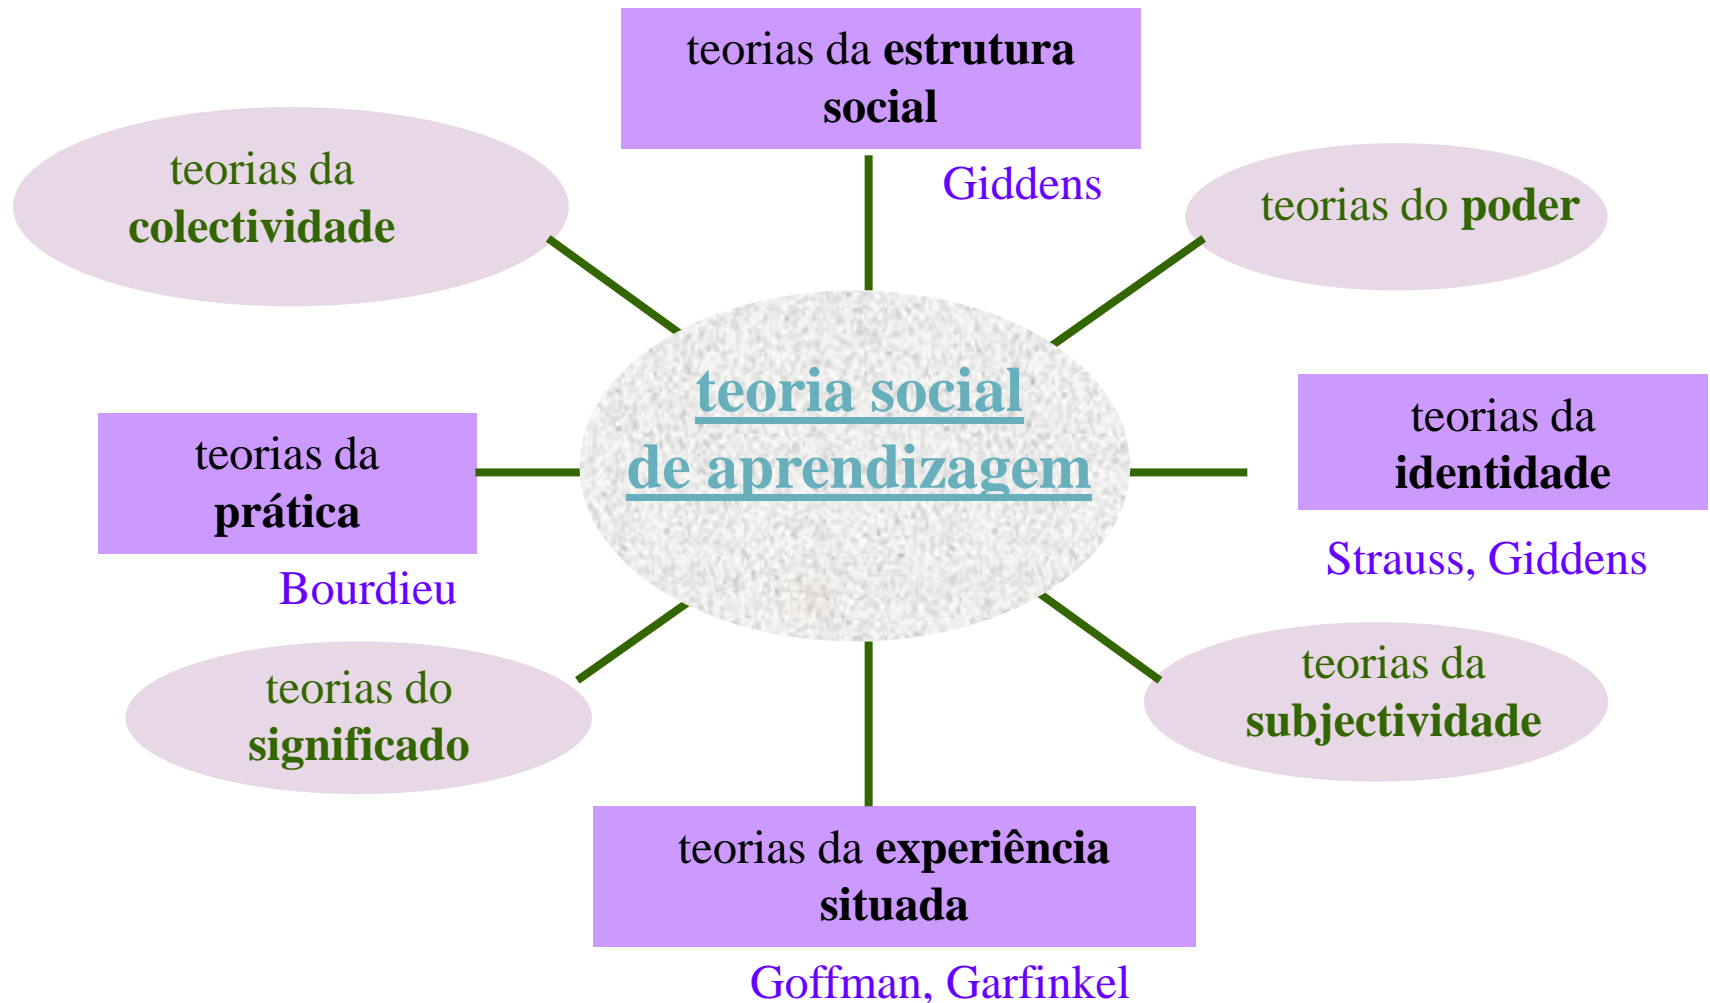 teorias da estrutura
social
Giddens
teorias da
colectividade
teorias do poder
teoria social
de aprendizagem
teorias da
prática
Bourdieu
teorias da
identidade
Strauss, Giddens
teorias do
significado
teorias da
subjectividade
teorias da experiência
situada
Goffman, Garfinkel